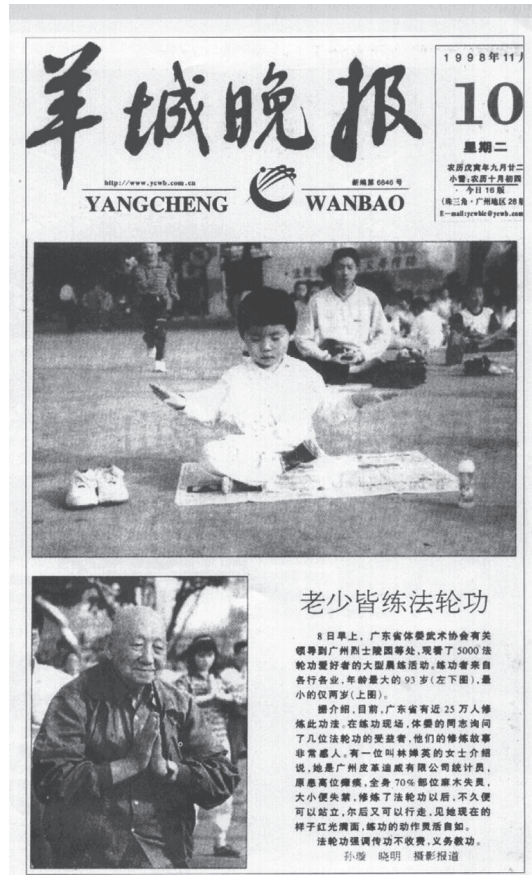 羊城晚报
http://www.ycwb.com.cn
新编第 6646 号
YANGCHENG WANBAO
1998年11月
10
星期二
农历戊寅年九月廿二
小雪:农历十月初四
今日 16 版
(珠三角·广州地区 28版
E-mail:ycwbic@ycwb.com
老少皆练法轮功
8日早上,广东省体委武术协会有关
领导到广州烈士陵园等处,观看了5000法
轮功爱好者的大型晨练活动。练功者来自
各行各业,年龄最大的93岁(左下图),最
小的仅两岁(上图)。
据介绍,目前,广东省有近25万人修
炼此功法。在练功现场,体委的同志询问
了几位法轮功的受益者,他们的修炼故事
非常感人。有一位叫林婵英的女士介绍
说,她是广州皮革迪威有限公司统计员,
原患高位瘫痪,全身70%部位麻木失灵,
大小便失禁,修炼了法轮功以后,不久便
可以站立,尔后又可以行走,见她现在的
样子红光满面,练功的动作灵活自如。
法轮功强调传功不收费,义务教功。
孙璇 晓明 摄影报道